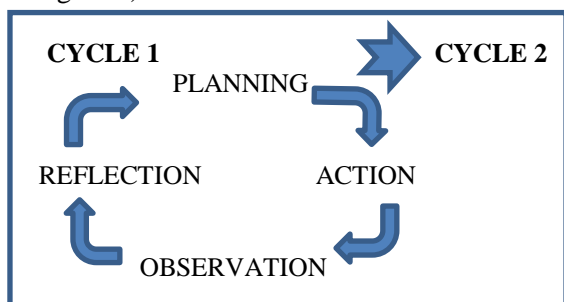 CYCLE 1
CYCLE 2
PLANNING
REFLECTION
ACTION
OBSERVATION